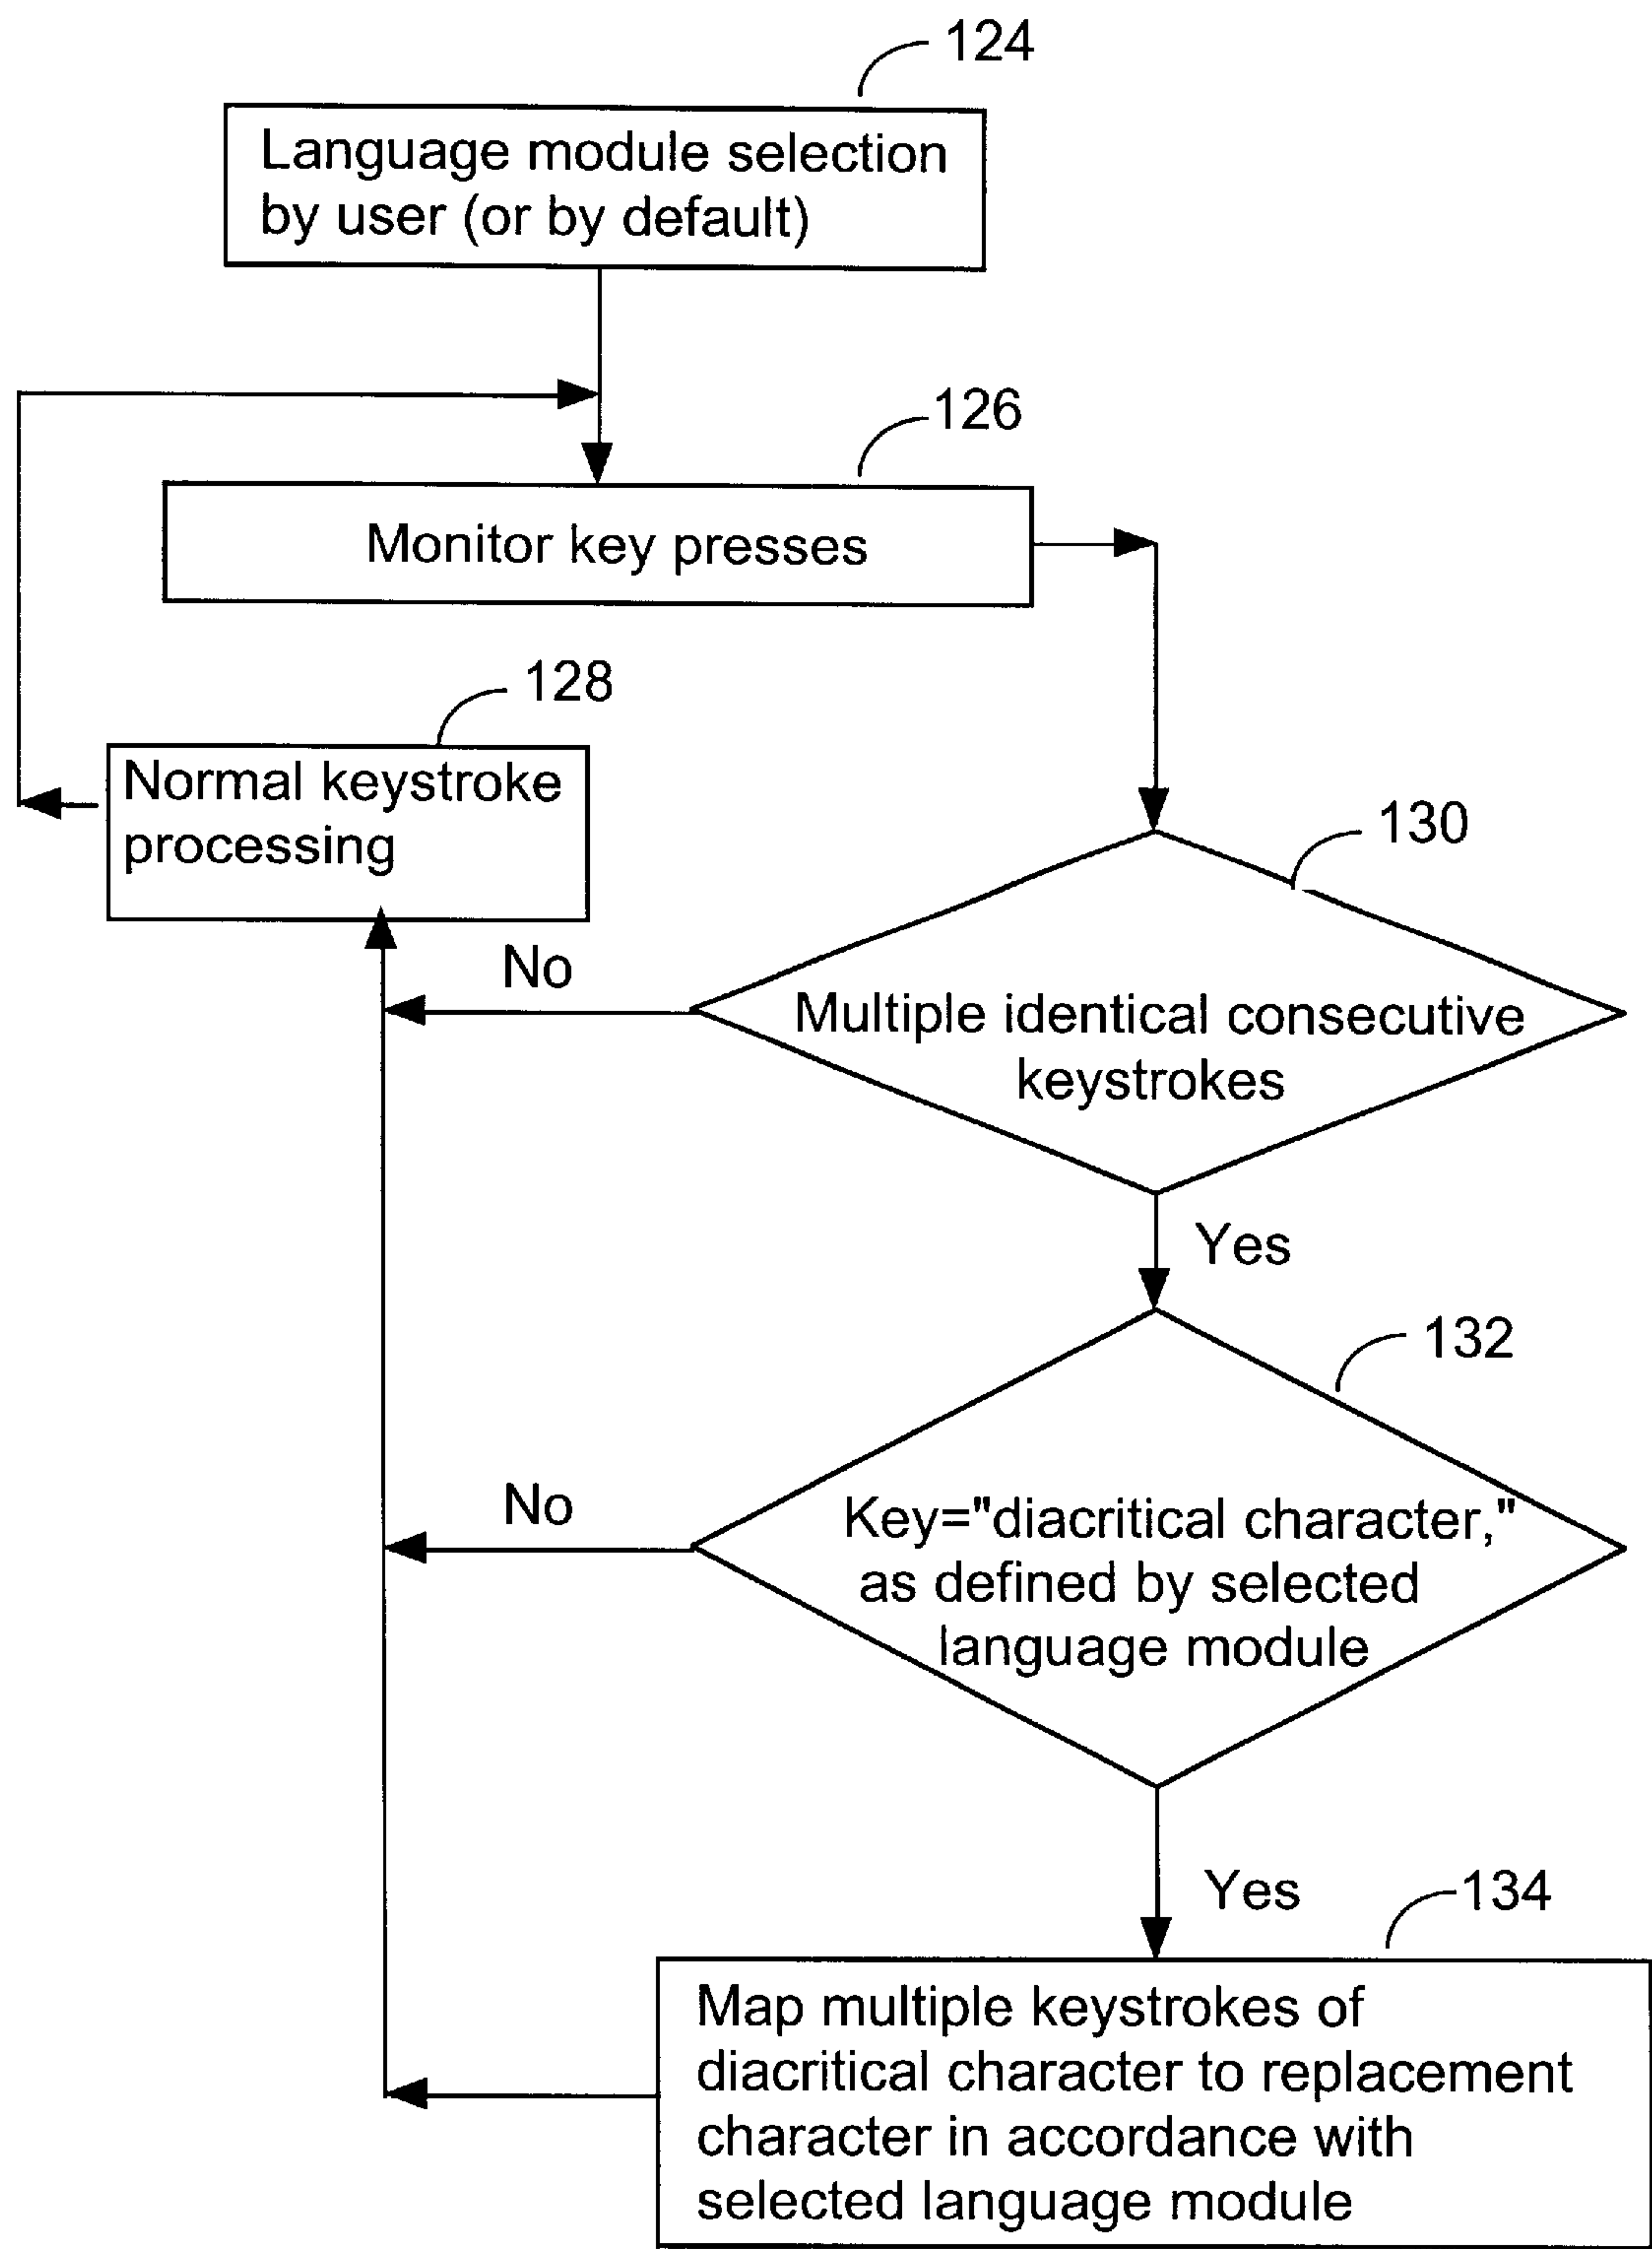 124
Language module selection
by user (or by default)
126
Monitor key presses
128
Normal keystroke
processing
130
No
Multiple identical consecutive
keystrokes
Yes
132
No
Key="diacritical character,"
as defined by selected
language module
Yes
134
Map multiple keystrokes of
diacritical character to replacement
character in accordance with
selected language module